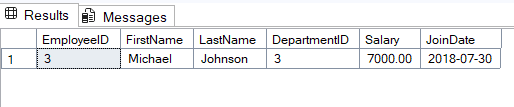 Results Messages
EmployeeID FirstName LastName DepartmentID Salary JoinDate
1 3 Michael Johnson 3 7000.00 2018-07-30